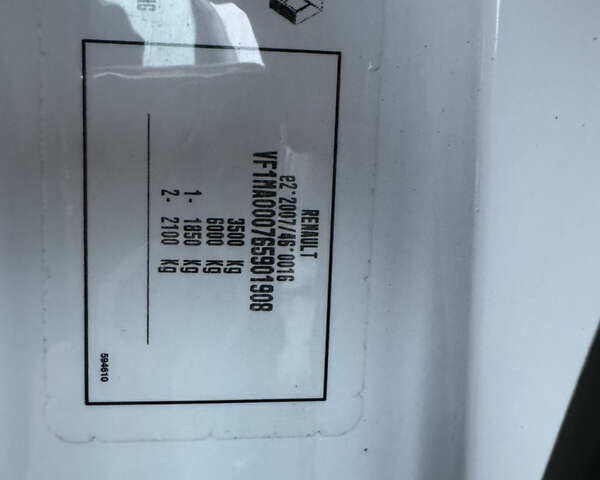 RENAULT
e2*2007/46*0016
VF1MA000765901908
3500 Kg
6000 Kg
1- 1850 Kg
2- 2100 Kg
594610